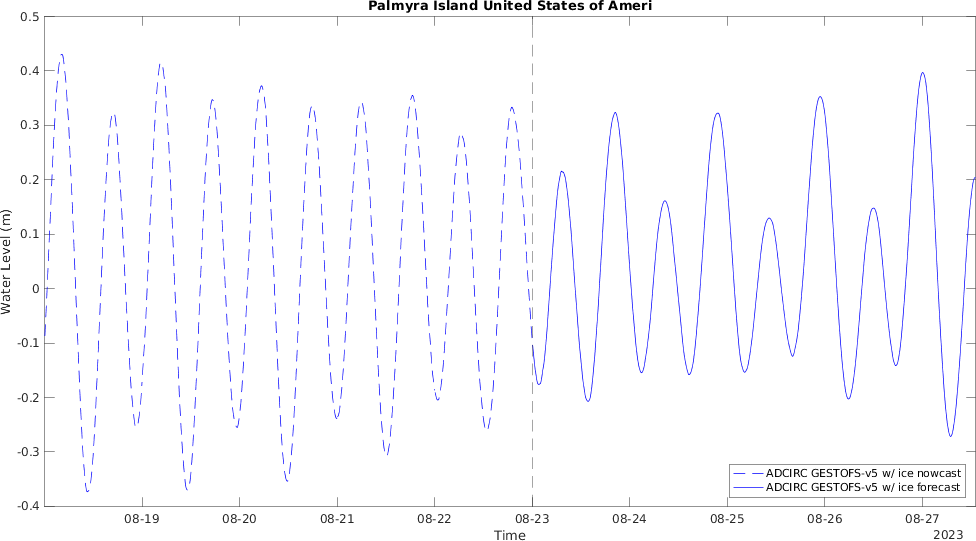 Palmyra Island United States of Ameri
0.5
0.4
0.3
0.2
0.1
0
-0.1
-0.2
-0.3
-0.4
Water Level (m)
ADCIRC GESTOFS-v5 w/ ice nowcast
ADCIRC GESTOFS-v5 w/ ice forecast
08-19 08-20 08-21 08-22 08-23 08-24 08-25 08-26 08-27
Time
2023